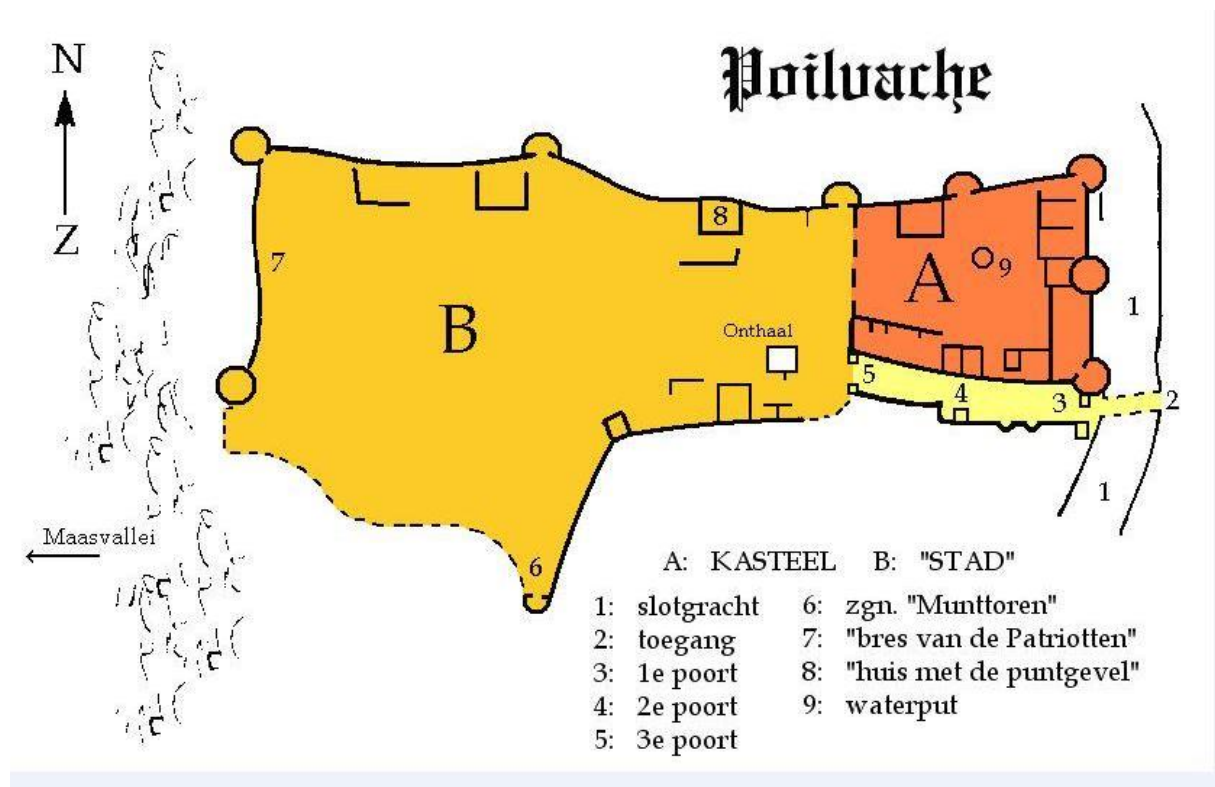 Poilvache
N
Z
7
8
A
9
1
B
Onthaal
5
4
3
2
1
Maasvallei
6
A: KASTEEL B: "STAD"
1: slotgracht 6: zgn. "Munttoren"
2: toegang 7: "bres van de Patriotten"
3: 1e poort 8: "huis met de puntgevel"
4: 2e poort 9: waterput
5: 3e poort